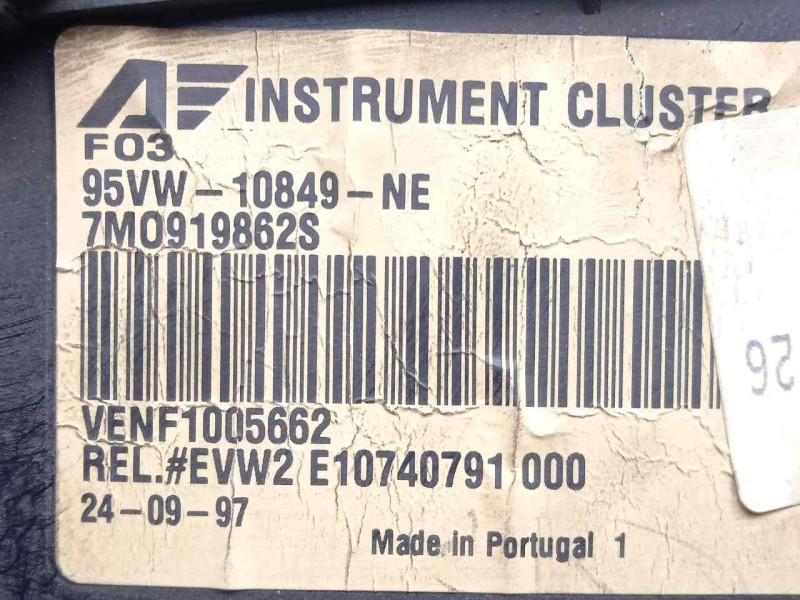 AF INSTRUMENT CLUSTER
F03
95VW-10849-NE
7M0919862S
VENF1005662
REL.#EVW2 E10740791 000
24-09-97
Made in Portugal 1
26